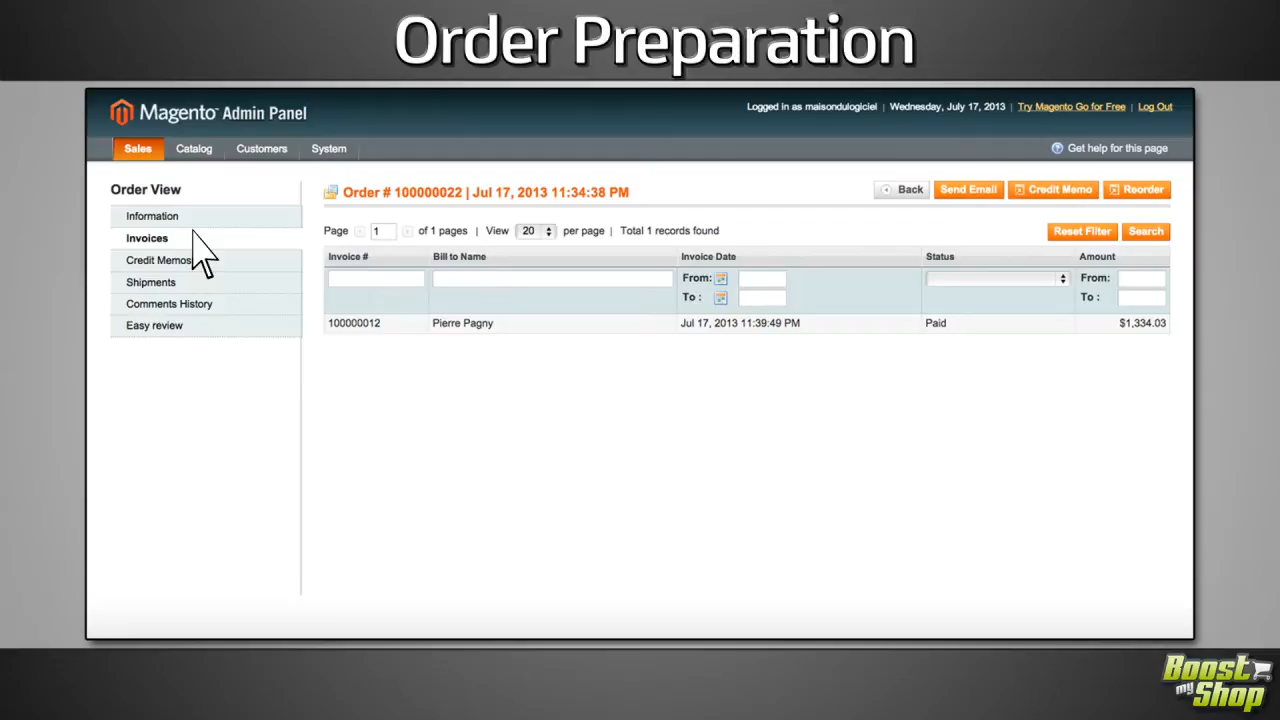 Order Preparation
Magento Admin Panel
Logged in as maisondulogiciel | Wednesday, July 17, 2013 | Try Magento Go for Free | Log Out
Sales Catalog Customers System
Get help for this page
Order View
Information
Invoices
Credit Memos
Shipments
Comments History
Easy review
Order # 100000022 | Jul 17, 2013 11:34:38 PM
Back Send Email Credit Memo Reorder
Page 1 of 1 pages | View 20 per page | Total 1 records found
Reset Filter Search
Invoice # Bill to Name Invoice Date Status Amount
From: From:
To : To :
100000012 Pierre Pagny Jul 17, 2013 11:39:49 PM Paid $1,334.03
Boost
my Shop